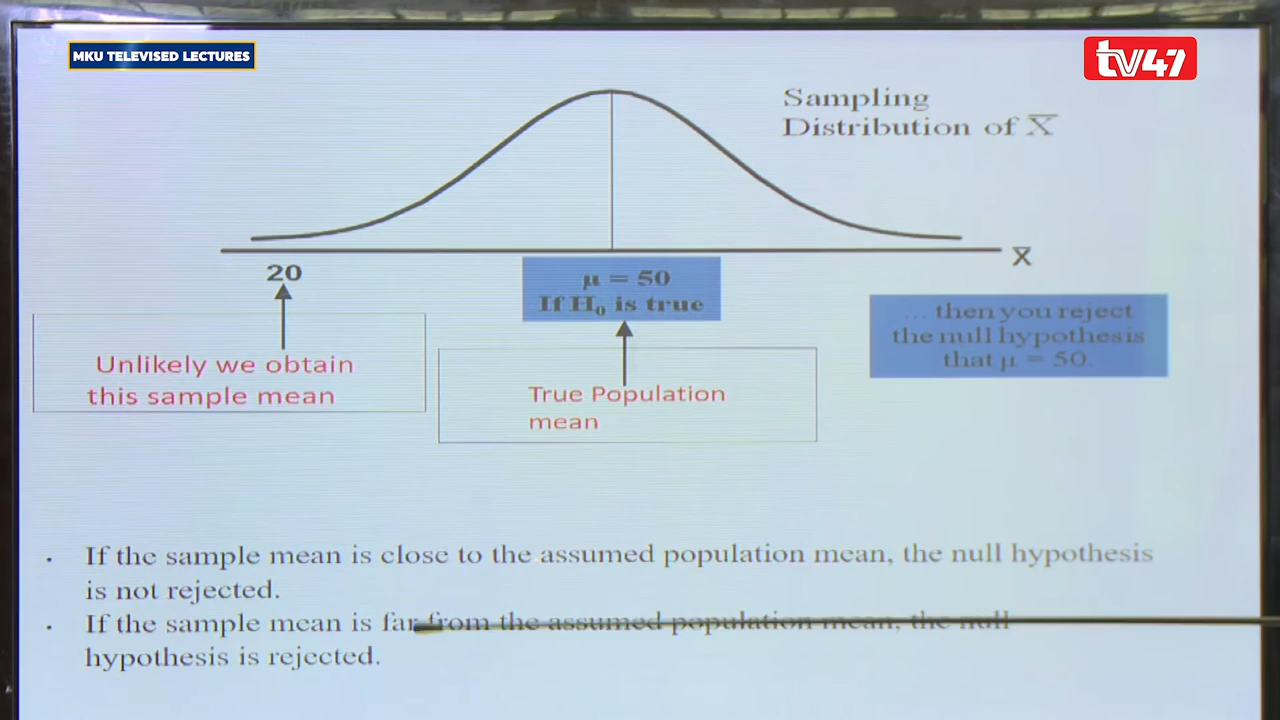 MKU TELEVISED LECTURES
tv47
Sampling
Distribution of X̅
X̅
20
μ = 50
If H₀ is true
... then you reject
the null hypothesis
that μ = 50.
Unlikely we obtain
this sample mean
True Population
mean
· If the sample mean is close to the assumed population mean, the null hypothesis
is not rejected.
· If the sample mean is far from the assumed population mean, the null
hypothesis is rejected.